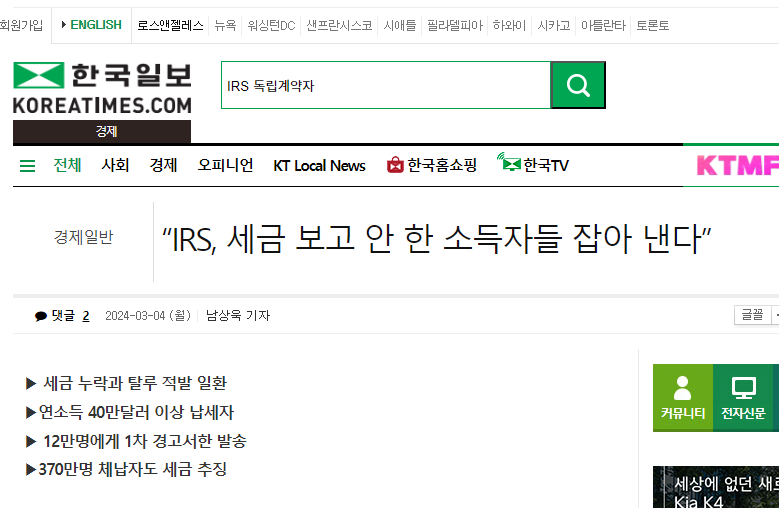 회원가입 ENGLISH 로스앤젤레스 뉴욕 워싱턴DC 샌프란시스코 시애틀 필라델피아 하와이 시카고 아틀란타 토론토
한국일보
KOREATIMES.COM
경제
IRS 독립계약자
전체 사회 경제 오피니언 KT Local News 한국홈쇼핑 한국TV KTMF
경제일반
“IRS, 세금 보고 안 한 소득자들 잡아 낸다”
댓글 2 2024-03-04 (월) 남상욱 기자 글꼴
▶ 세금 누락과 탈루 적발 일환
▶연소득 40만달러 이상 납세자
▶ 12만명에게 1차 경고서한 발송
▶370만명 체납자도 세금 추징
커뮤니티 전자신문
세상에 없던 새로
Kia K4